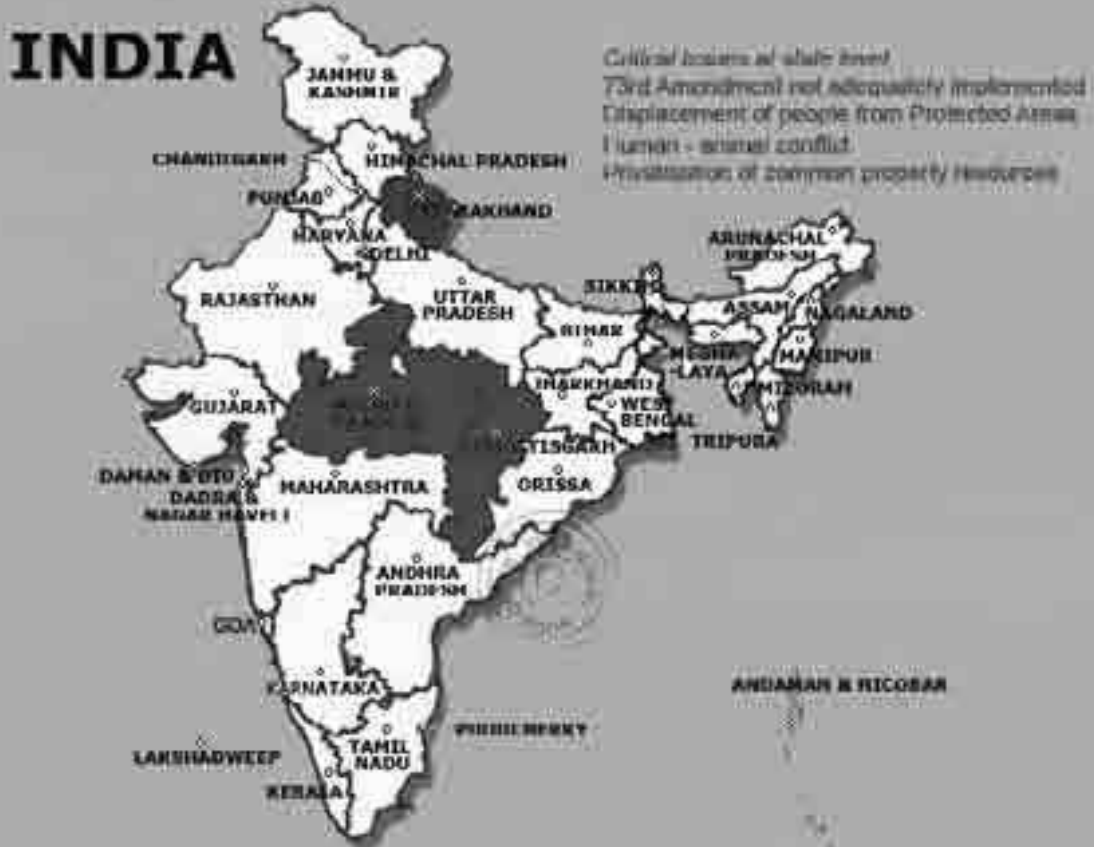 INDIA
Critical issues at state level
73rd Amendment not adequately implemented
Displacement of people from Protected Areas
Human - animal conflict
Privatisation of common property resources
JAMMU &
KASHMIR
CHANDIGARH
HIMACHAL PRADESH
PUNJAB
HARYANA
DELHI
RAJASTHAN
UTTAR
PRADESH
SIKKIM
ARUNACHAL
PRADESH
ASSAM
NAGALAND
BIHAR
MEGHA
-LAYA
MANIPUR
MIZORAM
GUJARAT
JHARKHAND
WEST
BENGAL
TRIPURA
DAMAN & DIU
DADRA &
NAGAR HAVELI
MAHARASHTRA
ORISSA
ANDHRA
PRADESH
GOA
KARNATAKA
ANDAMAN & NICOBAR
LAKSHADWEEP
TAMIL
NADU
PONDICHERRY
KERALA